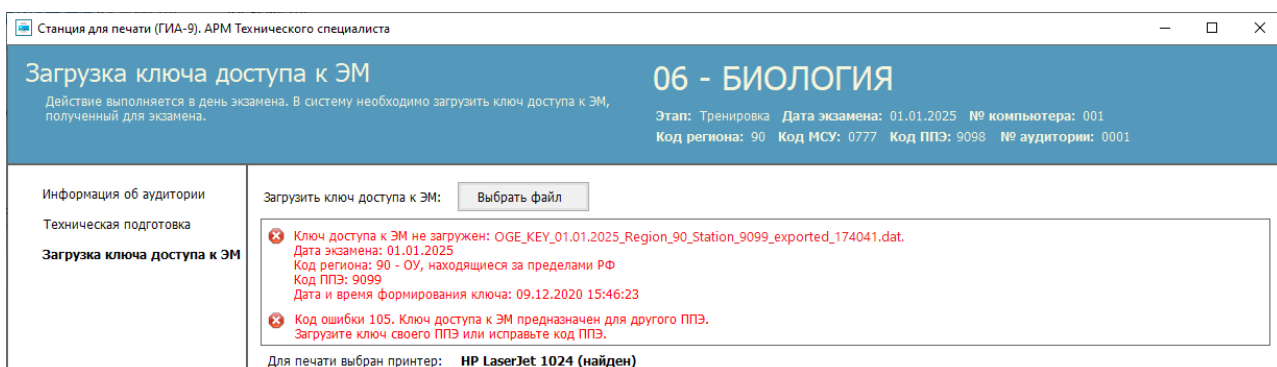 Станция для печати (ГИА-9). АРМ Технического специалиста
Загрузка ключа доступа к ЭМ
Действие выполняется в день экзамена. В систему необходимо загрузить ключ доступа к ЭМ,
полученный для экзамена.
06 - БИОЛОГИЯ
Этап: Тренировка Дата экзамена: 01.01.2025 № компьютера: 001
Код региона: 90 Код МСУ: 0777 Код ППЭ: 9098 № аудитории: 0001
Информация об аудитории
Техническая подготовка
Загрузка ключа доступа к ЭМ
Загрузить ключ доступа к ЭМ: Выбрать файл
Ключ доступа к ЭМ не загружен: OGE_KEY_01.01.2025_Region_90_Station_9099_exported_174041.dat.
Дата экзамена: 01.01.2025
Код региона: 90 - ОУ, находящиеся за пределами РФ
Код ППЭ: 9099
Дата и время формирования ключа: 09.12.2020 15:46:23
Код ошибки 105. Ключ доступа к ЭМ предназначен для другого ППЭ.
Загрузите ключ своего ППЭ или исправьте код ППЭ.
Для печати выбран принтер: HP LaserJet 1024 (найден)